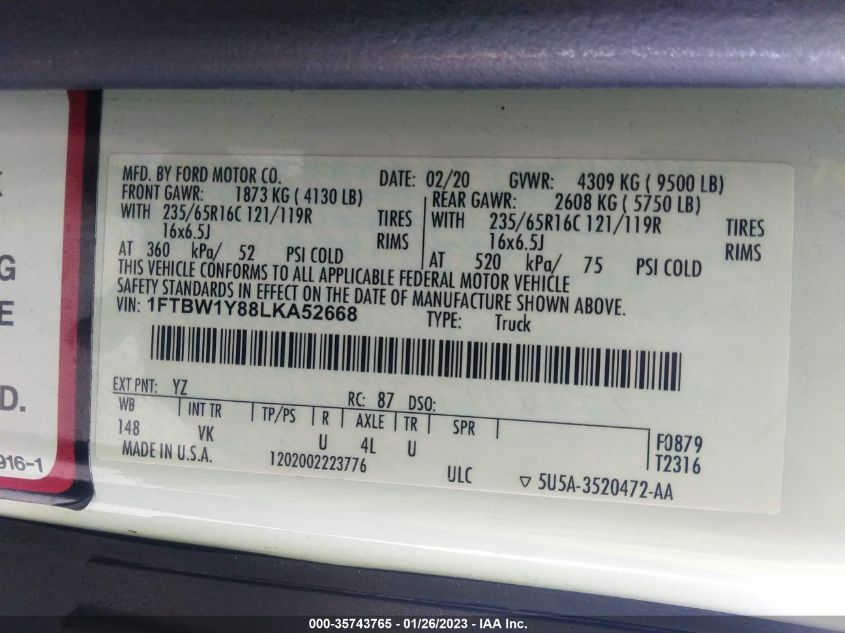 K
G
E
D.
916-1
MFD. BY FORD MOTOR CO. DATE: 02/20 GVWR: 4309 KG ( 9500 LB)
FRONT GAWR: 1873 KG ( 4130 LB) REAR GAWR: 2608 KG ( 5750 LB)
WITH 235/65R16C 121/119R TIRES WITH 235/65R16C 121/119R TIRES
16x6.5J RIMS 16x6.5J RIMS
AT 360 kPa/ 52 PSI COLD AT 520 kPa/ 75 PSI COLD
THIS VEHICLE CONFORMS TO ALL APPLICABLE FEDERAL MOTOR VEHICLE
SAFETY STANDARDS IN EFFECT ON THE DATE OF MANUFACTURE SHOWN ABOVE.
VIN: 1FTBW1Y88LKA52668 TYPE: Truck
EXT PNT: YZ RC: 87 DSO:
WB INT TR TP/PS R AXLE TR SPR
148 VK U 4L U F0879
MADE IN U.S.A. 1202002223776 T2316
ULC ▽ 5U5A-3520472-AA
000-35743765 - 01/26/2023 - IAA Inc.